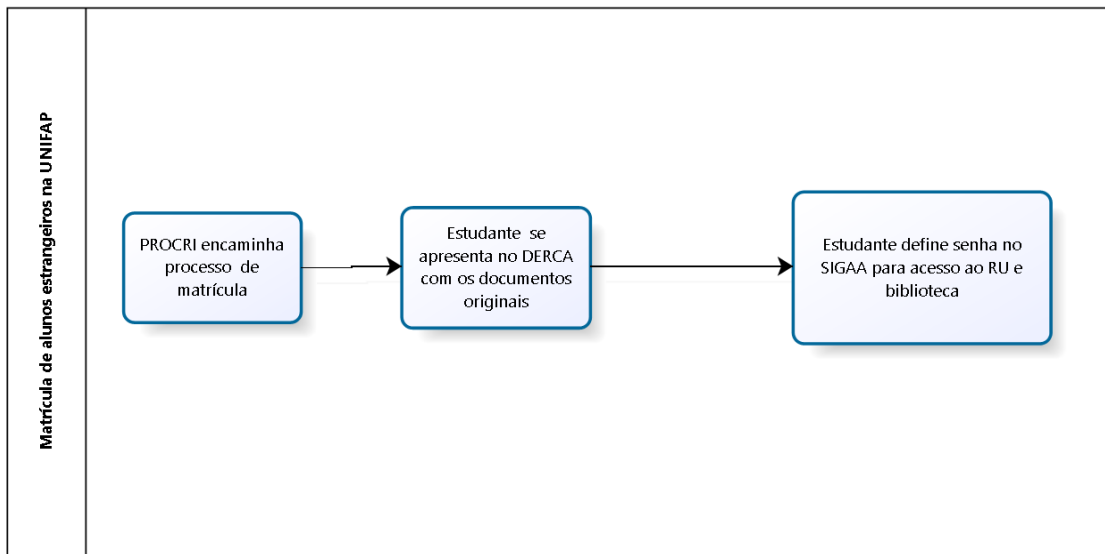 Matrícula de alunos estrangeiros na UNIFAP
PROCRI encaminha
processo de
matrícula
Estudante se
apresenta no DERCA
com os documentos
originais
Estudante define senha no
SIGAA para acesso ao RU e
biblioteca